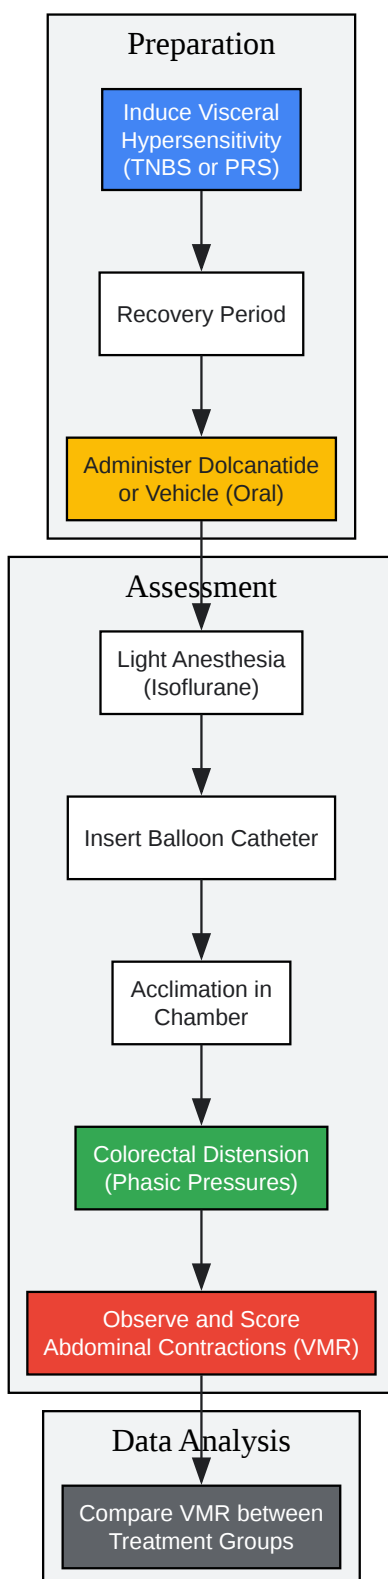 Preparation
Induce Visceral
Hypersensitivity
(TNBS or PRS)
Recovery Period
Administer Dolcanatide
or Vehicle (Oral)
Assessment
Light Anesthesia
(Isoflurane)
Insert Balloon Catheter
Acclimation in
Chamber
Colorectal Distension
(Phasic Pressures)
Observe and Score
Abdominal Contractions (VMR)
Data Analysis
Compare VMR between
Treatment Groups